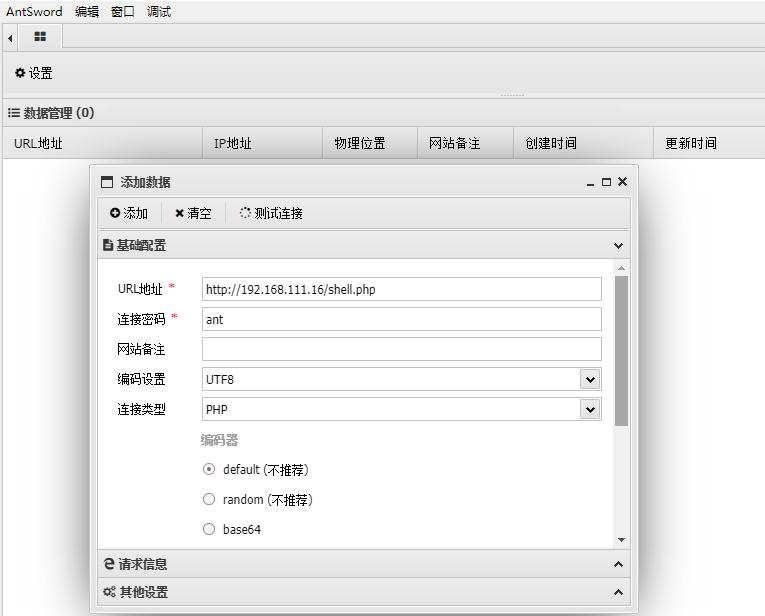 AntSword 编辑 窗口 调试
设置
数据管理 (0)
URL地址 IP地址 物理位置 网站备注 创建时间 更新时间
添加数据
添加 清空 测试连接
基础配置
URL地址 * http://192.168.111.16/shell.php
连接密码 * ant
网站备注
编码设置 UTF8
连接类型 PHP
编码器
default (不推荐)
random (不推荐)
base64
请求信息
其他设置